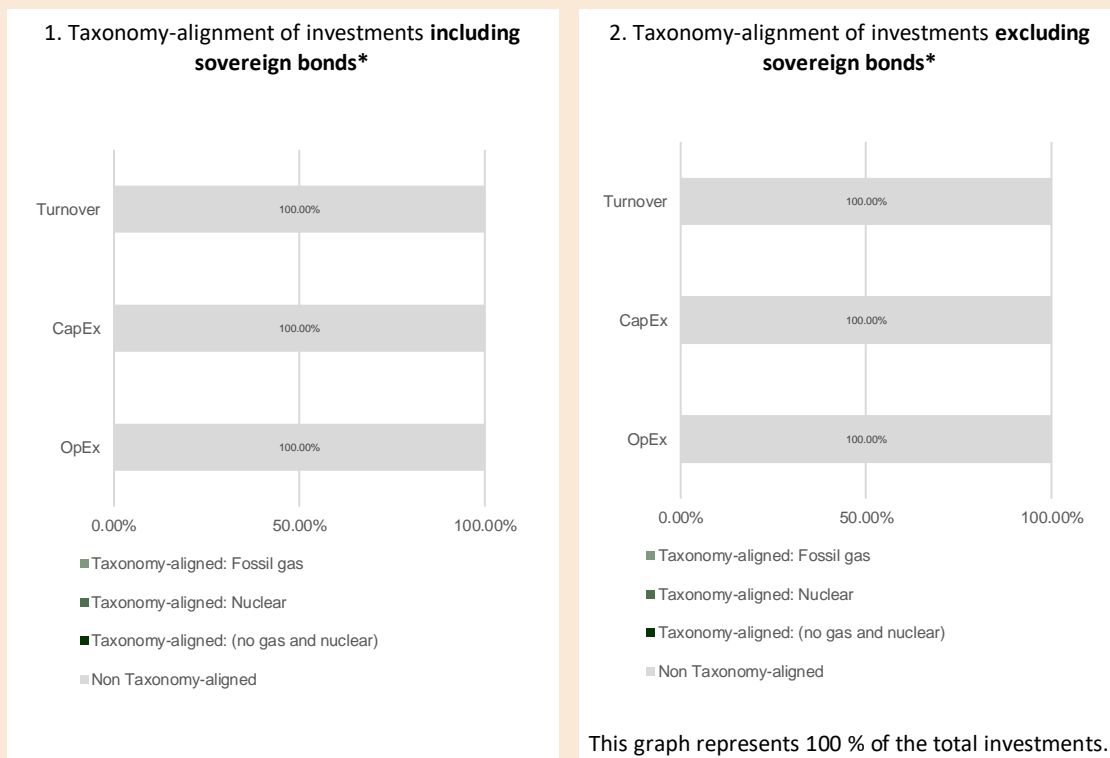 1. Taxonomy-alignment of investments including
sovereign bonds*
Turnover
100.00%
CapEx
100.00%
OpEx
100.00%
0.00%
50.00%
100.00%
Taxonomy-aligned: Fossil gas
Taxonomy-aligned: Nuclear
Taxonomy-aligned: (no gas and nuclear)
Non Taxonomy-aligned
2. Taxonomy-alignment of investments excluding
sovereign bonds*
Turnover
100.00%
CapEx
100.00%
OpEx
100.00%
0.00%
50.00%
100.00%
Taxonomy-aligned: Fossil gas
Taxonomy-aligned: Nuclear
Taxonomy-aligned: (no gas and nuclear)
Non Taxonomy-aligned
This graph represents 100 % of the total investments.